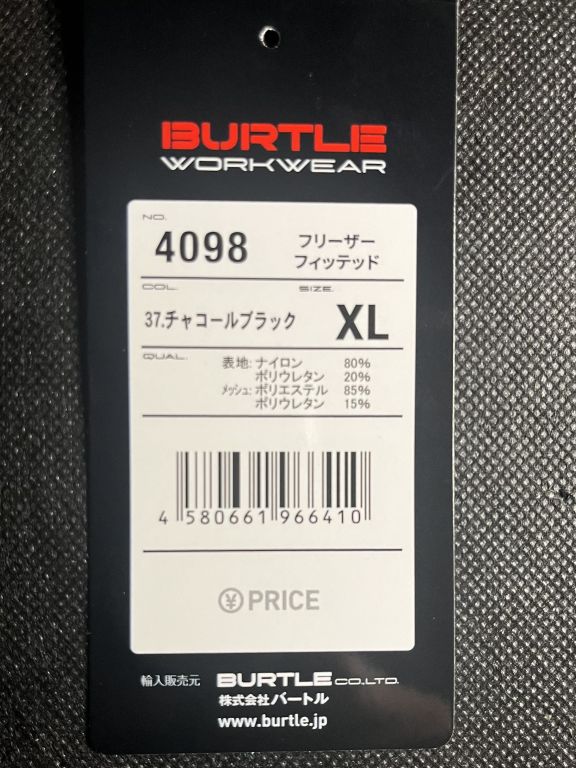 BURTLE
WORKWEAR
NO.
4098
フリーザー
フィッテッド
COL.
SIZE.
37.チャコールブラック
XL
QUAL.
表地: ナイロン 80%
ポリウレタン 20%
メッシュ: ポリエステル 85%
ポリウレタン 15%
4 580661 966410
¥ PRICE
輸入販売元 BURTLE CO.LTD.
株式会社バートル
www.burtle.jp